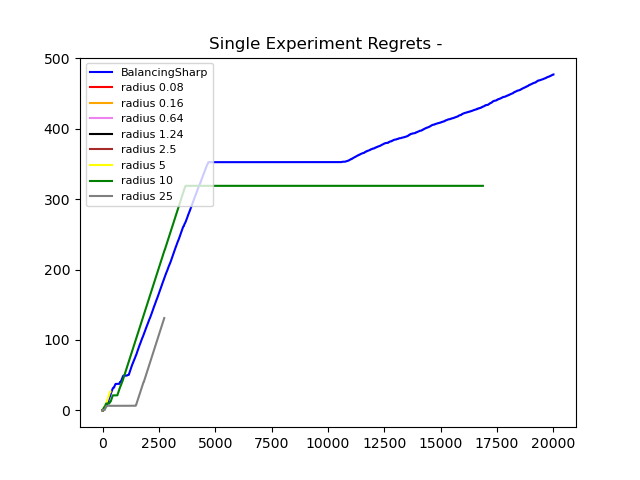 Single Experiment Regrets -
500
400
300
200
100
0
BalancingSharp
radius 0.08
radius 0.16
radius 0.64
radius 1.24
radius 2.5
radius 5
radius 10
radius 25
0 2500 5000 7500 10000 12500 15000 17500 20000